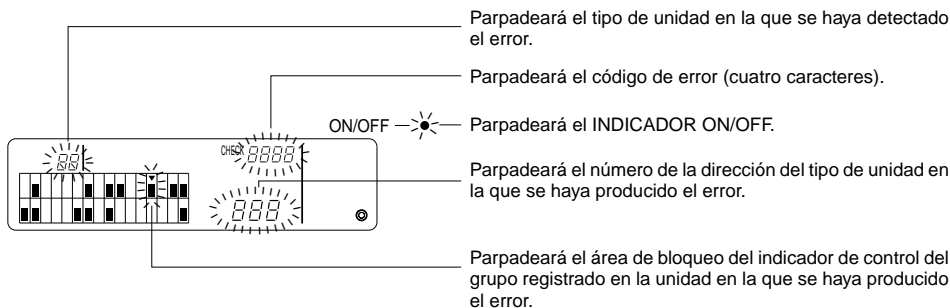 Parpadeará el tipo de unidad en la que se haya detectado
el error.
Parpadeará el código de error (cuatro caracteres).
ON/OFF
Parpadeará el INDICADOR ON/OFF.
CHECK
8888
88
Parpadeará el número de la dirección del tipo de unidad en
la que se haya producido el error.
888
Parpadeará el área de bloqueo del indicador de control del
grupo registrado en la unidad en la que se haya producido
el error.